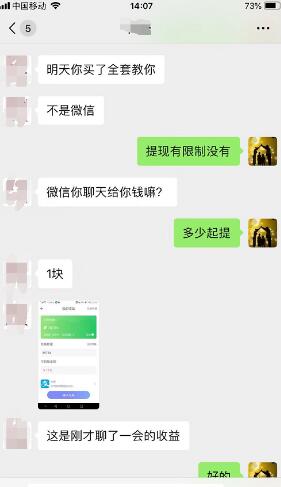 中国移动 14:07 73%
5
明天你买了全套教你
不是微信
提现有限制没有
微信你聊天给你钱嘛?
多少起提
1块
这是刚才聊了一会的收益
好的